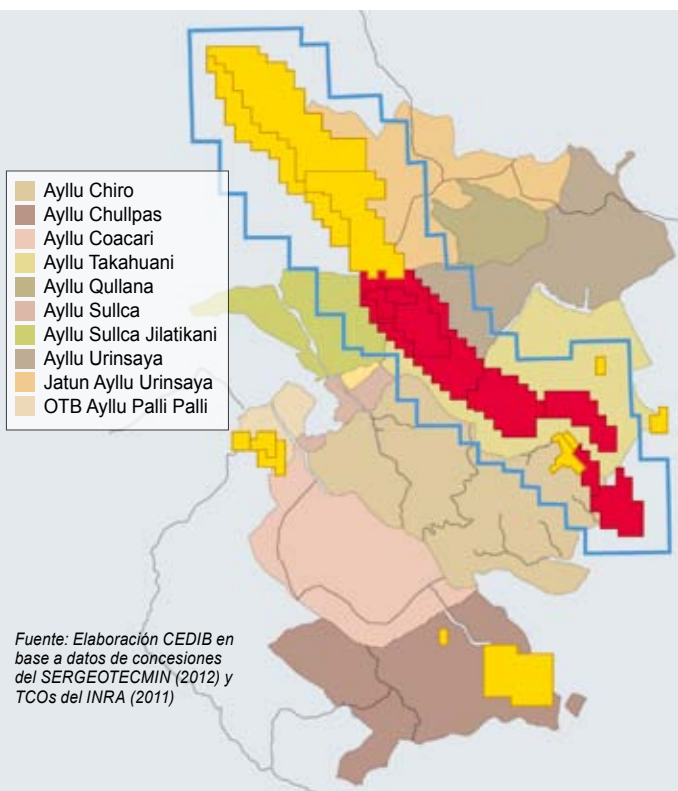 Ayllu Chiro
Ayllu Chullpas
Ayllu Coacari
Ayllu Takahuani
Ayllu Qullana
Ayllu Sullca
Ayllu Sullca Jilatikani
Ayllu Urinsaya
Jatun Ayllu Urinsaya
OTB Ayllu Palli Palli
Fuente: Elaboración CEDIB en
base a datos de concesiones
del SERGEOTECMIN (2012) y
TCOs del INRA (2011)